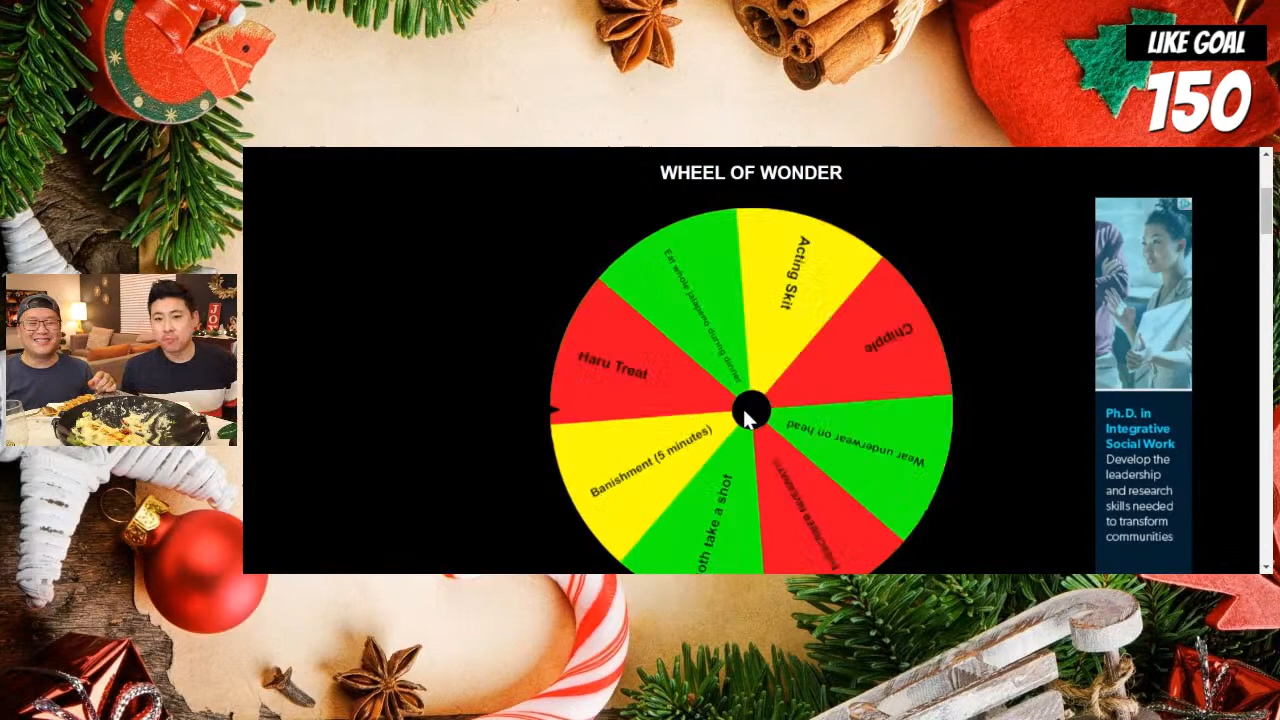 LIKE GOAL
150
WHEEL OF WONDER
Acting Skit
Eat whole jalapeno during dinner
Chipple
Haru Treat
Wear underwear on head
Banishment (5 minutes)
oth take a shot
Ph.D. in
Integrative
Social Work
Develop the
leadership
and research
skills needed
to transform
communities